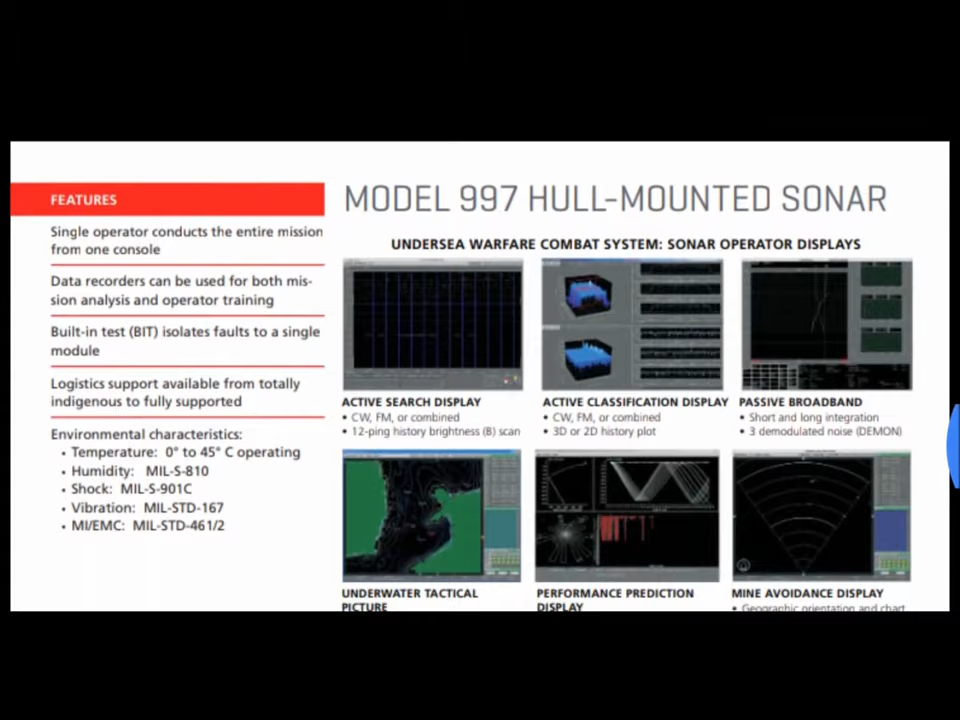 FEATURES
Single operator conducts the entire mission
from one console
Data recorders can be used for both mis-
sion analysis and operator training
Built-in test (BIT) isolates faults to a single
module
Logistics support available from totally
indigenous to fully supported
Environmental characteristics:
• Temperature: 0° to 45° C operating
• Humidity: MIL-S-810
• Shock: MIL-S-901C
• Vibration: MIL-STD-167
• MI/EMC: MIL-STD-461/2
MODEL 997 HULL-MOUNTED SONAR
UNDERSEA WARFARE COMBAT SYSTEM: SONAR OPERATOR DISPLAYS
ACTIVE SEARCH DISPLAY
• CW, FM, or combined
• 12-ping history brightness (B) scan
ACTIVE CLASSIFICATION DISPLAY
• CW, FM, or combined
• 3D or 2D history plot
PASSIVE BROADBAND
• Short and long integration
• 3 demodulated noise (DEMON)
UNDERWATER TACTICAL
PICTURE
PERFORMANCE PREDICTION
DISPLAY
MINE AVOIDANCE DISPLAY
• Geographic orientation and chart